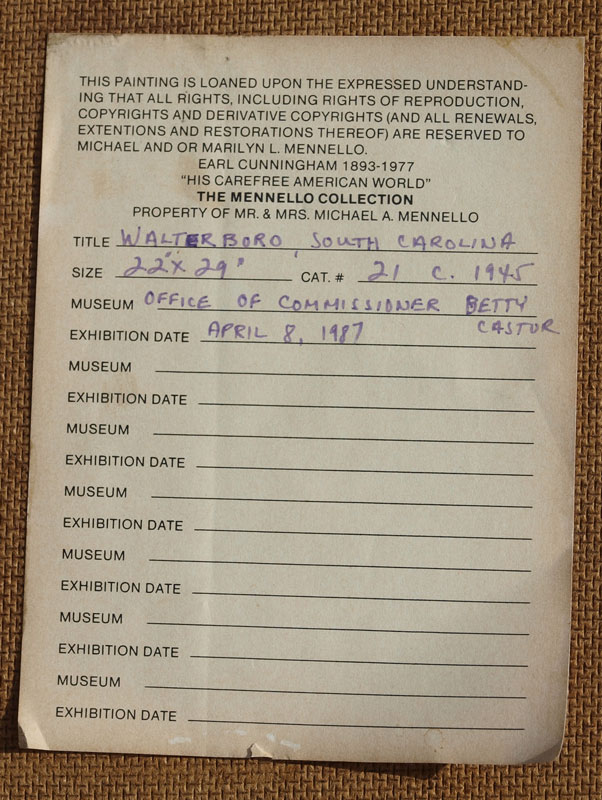 THIS PAINTING IS LOANED UPON THE EXPRESSED UNDERSTAND-
ING THAT ALL RIGHTS, INCLUDING RIGHTS OF REPRODUCTION,
COPYRIGHTS AND DERIVATIVE COPYRIGHTS (AND ALL RENEWALS,
EXTENTIONS AND RESTORATIONS THEREOF) ARE RESERVED TO
MICHAEL AND OR MARILYN L. MENNELLO.
EARL CUNNINGHAM 1893-1977
"HIS CAREFREE AMERICAN WORLD"
THE MENNELLO COLLECTION
PROPERTY OF MR. & MRS. MICHAEL A. MENNELLO
TITLE WALTERBORO, SOUTH CAROLINA
SIZE 22" x 29" CAT. # 21 C. 1945
MUSEUM OFFICE OF COMMISSIONER BETTY
CASTOR
EXHIBITION DATE APRIL 8, 1987
MUSEUM
EXHIBITION DATE
MUSEUM
EXHIBITION DATE
MUSEUM
EXHIBITION DATE
MUSEUM
EXHIBITION DATE
MUSEUM
EXHIBITION DATE
MUSEUM
EXHIBITION DATE